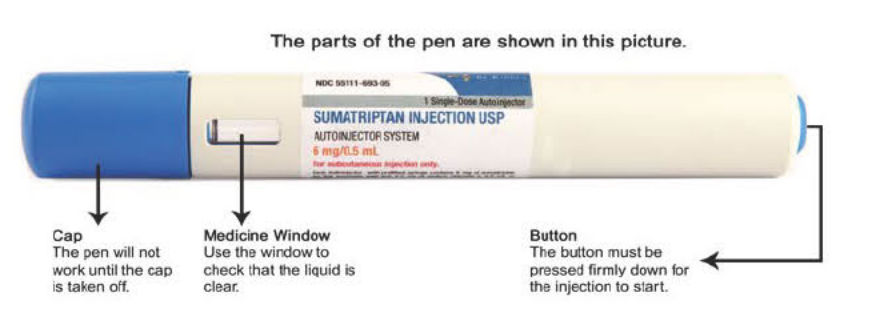 The parts of the pen are shown in this picture.
NDC 55111-693-95
1 Single-Dose Autoinjector
SUMATRIPTAN INJECTION USP
AUTOINJECTOR SYSTEM
6 mg/0.5 mL
For subcutaneous injection only.
Cap
The pen will not
work until the cap
is taken off.
Medicine Window
Use the window to
check that the liquid is
clear.
Button
The button must be
pressed firmly down for
the injection to start.